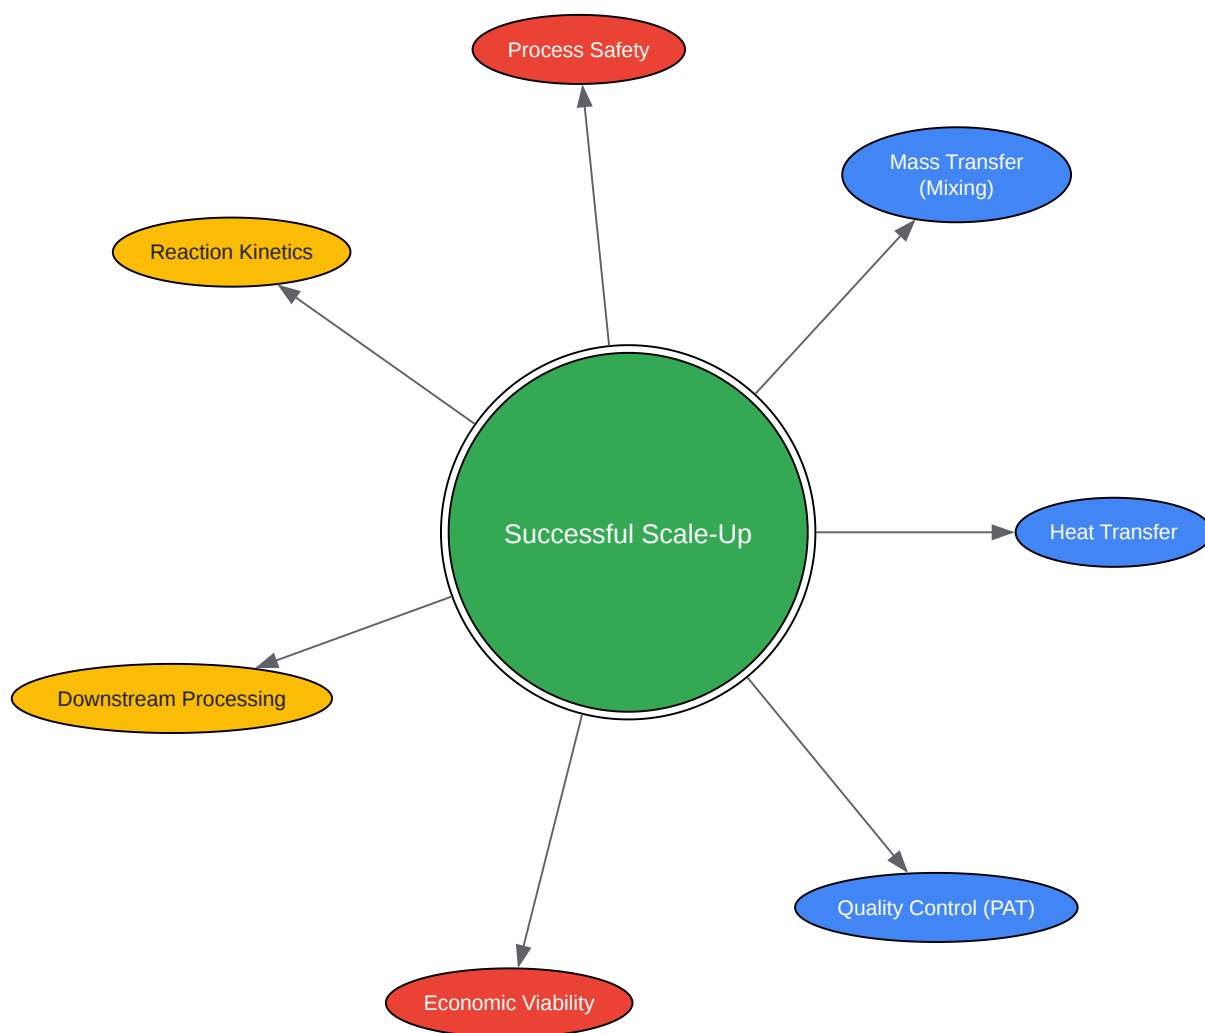 Process Safety
Mass Transfer
(Mixing)
Reaction Kinetics
Successful Scale-Up
Heat Transfer
Downstream Processing
Quality Control (PAT)
Economic Viability